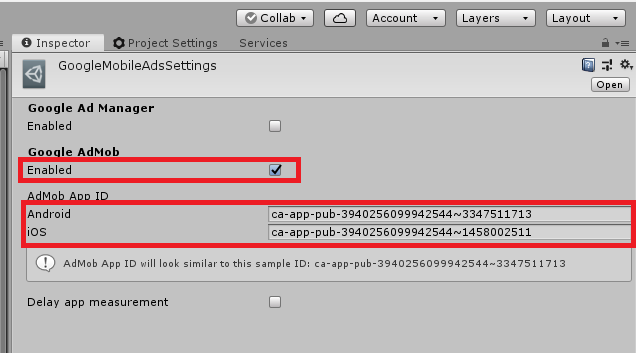 Collab Account Layers Layout
Inspector Project Settings Services
GoogleMobileAdsSettings
Open
Google Ad Manager
Enabled
Google AdMob
Enabled
AdMob App ID
Android ca-app-pub-3940256099942544~3347511713
iOS ca-app-pub-3940256099942544~1458002511
AdMob App ID will look similar to this sample ID: ca-app-pub-3940256099942544~3347511713
Delay app measurement